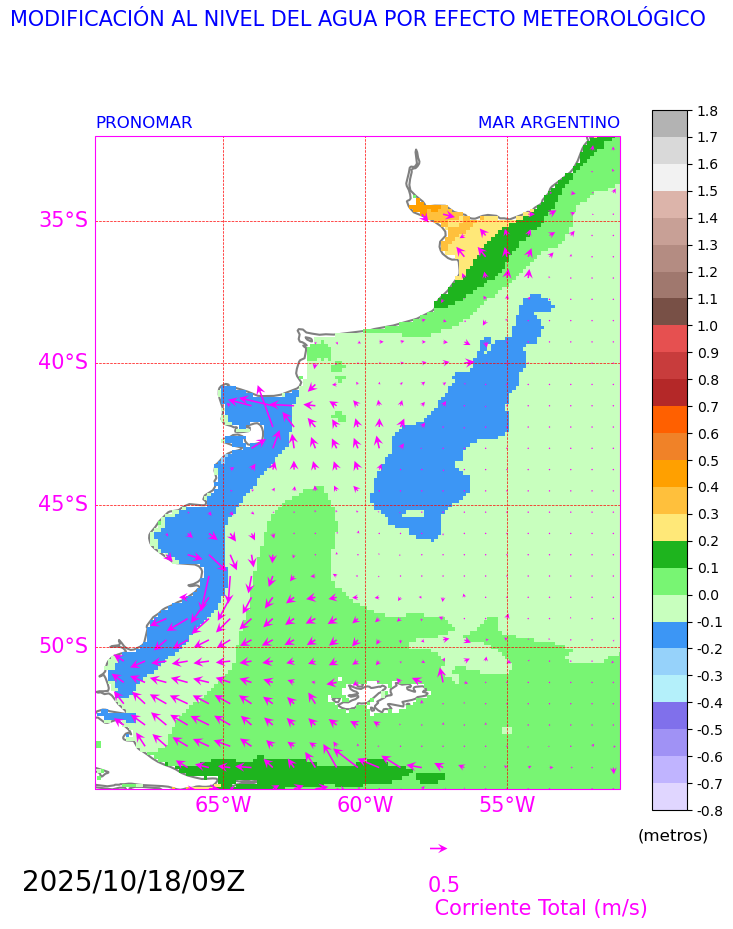 MODIFICACIÓN AL NIVEL DEL AGUA POR EFECTO METEOROLÓGICO
PRONOMAR MAR ARGENTINO
35°S
40°S
45°S
50°S
65°W 60°W 55°W
1.8
1.7
1.6
1.5
1.4
1.3
1.2
1.1
1.0
0.9
0.8
0.7
0.6
0.5
0.4
0.3
0.2
0.1
0.0
-0.1
-0.2
-0.3
-0.4
-0.5
-0.6
-0.7
-0.8
(metros)
2025/10/18/09Z
0.5
Corriente Total (m/s)